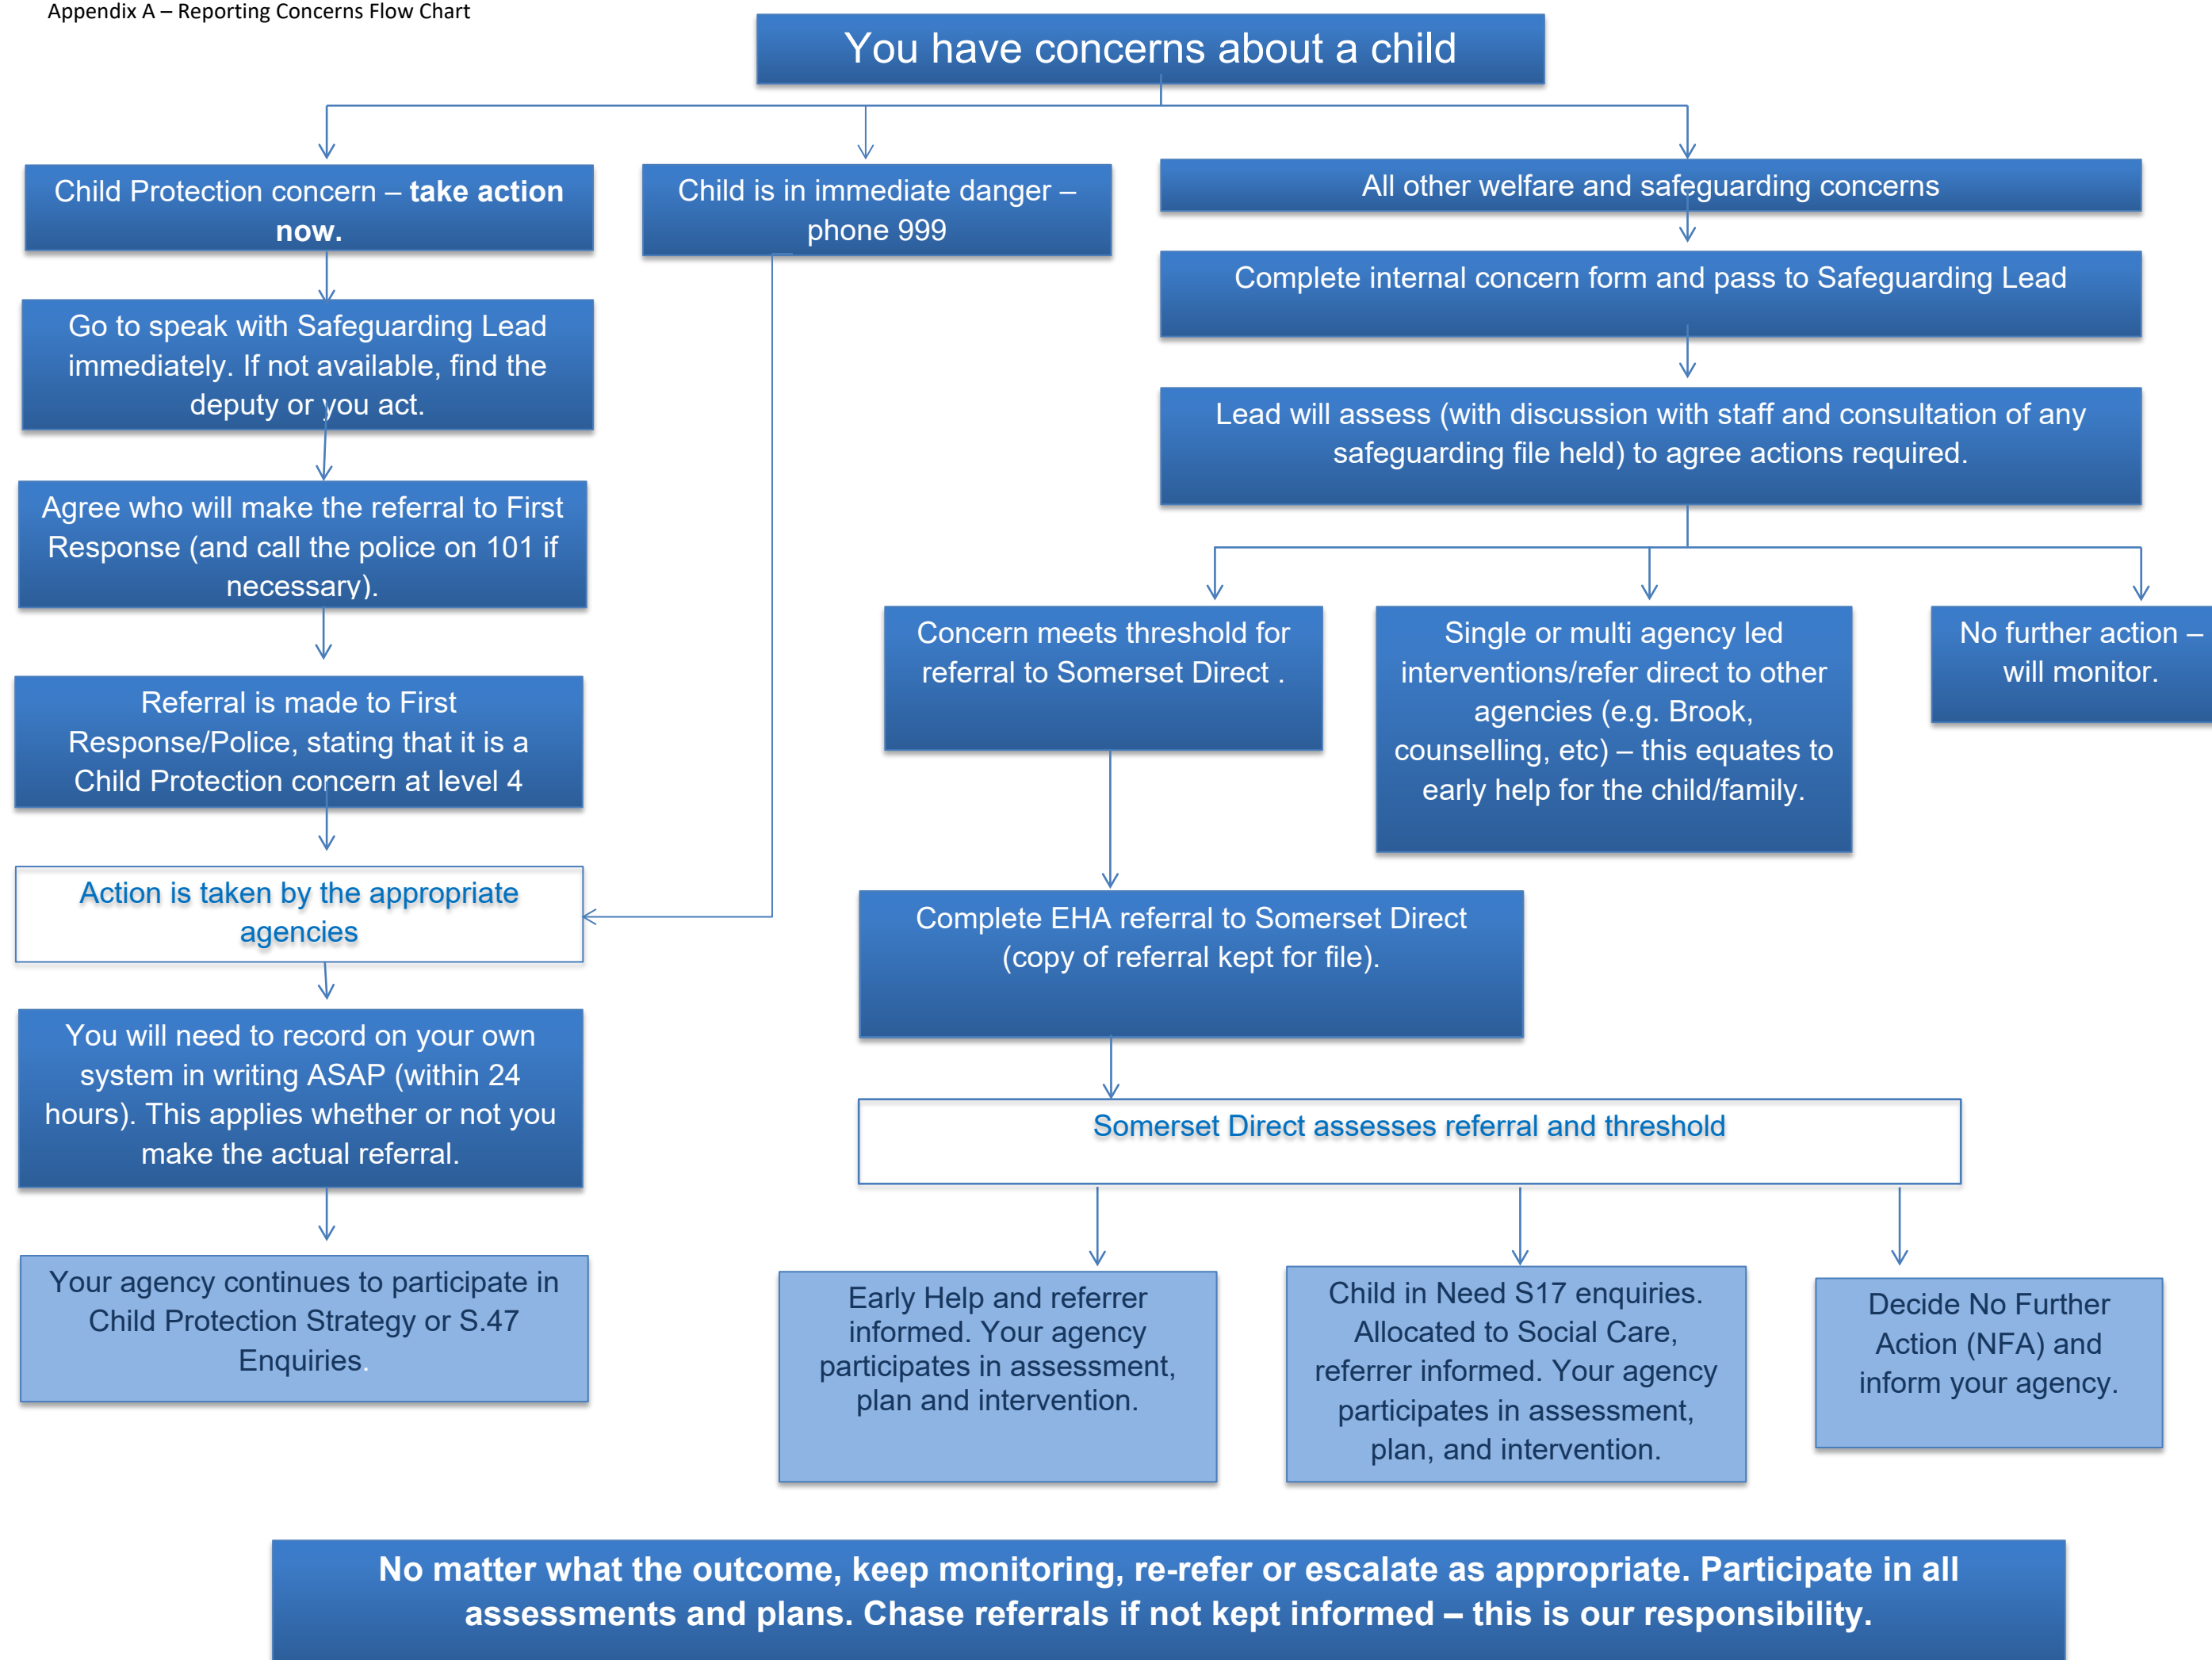 Appendix A – Reporting Concerns Flow Chart
You have concerns about a child
Child Protection concern – take action
now.
Child is in immediate danger –
phone 999
All other welfare and safeguarding concerns
Go to speak with Safeguarding Lead
immediately. If not available, find the
deputy or you act.
Complete internal concern form and pass to Safeguarding Lead
Lead will assess (with discussion with staff and consultation of any
safeguarding file held) to agree actions required.
Agree who will make the referral to First
Response (and call the police on 101 if
necessary).
Concern meets threshold for
referral to Somerset Direct .
Single or multi agency led
interventions/refer direct to other
agencies (e.g. Brook,
counselling, etc) – this equates to
early help for the child/family.
No further action –
will monitor.
Referral is made to First
Response/Police, stating that it is a
Child Protection concern at level 4
Action is taken by the appropriate
agencies
Complete EHA referral to Somerset Direct
(copy of referral kept for file).
You will need to record on your own
system in writing ASAP (within 24
hours). This applies whether or not you
make the actual referral.
Somerset Direct assesses referral and threshold
Your agency continues to participate in
Child Protection Strategy or S.47
Enquiries.
Early Help and referrer
informed. Your agency
participates in assessment,
plan and intervention.
Child in Need S17 enquiries.
Allocated to Social Care,
referrer informed. Your agency
participates in assessment,
plan, and intervention.
Decide No Further
Action (NFA) and
inform your agency.
No matter what the outcome, keep monitoring, re-refer or escalate as appropriate. Participate in all
assessments and plans. Chase referrals if not kept informed – this is our responsibility.